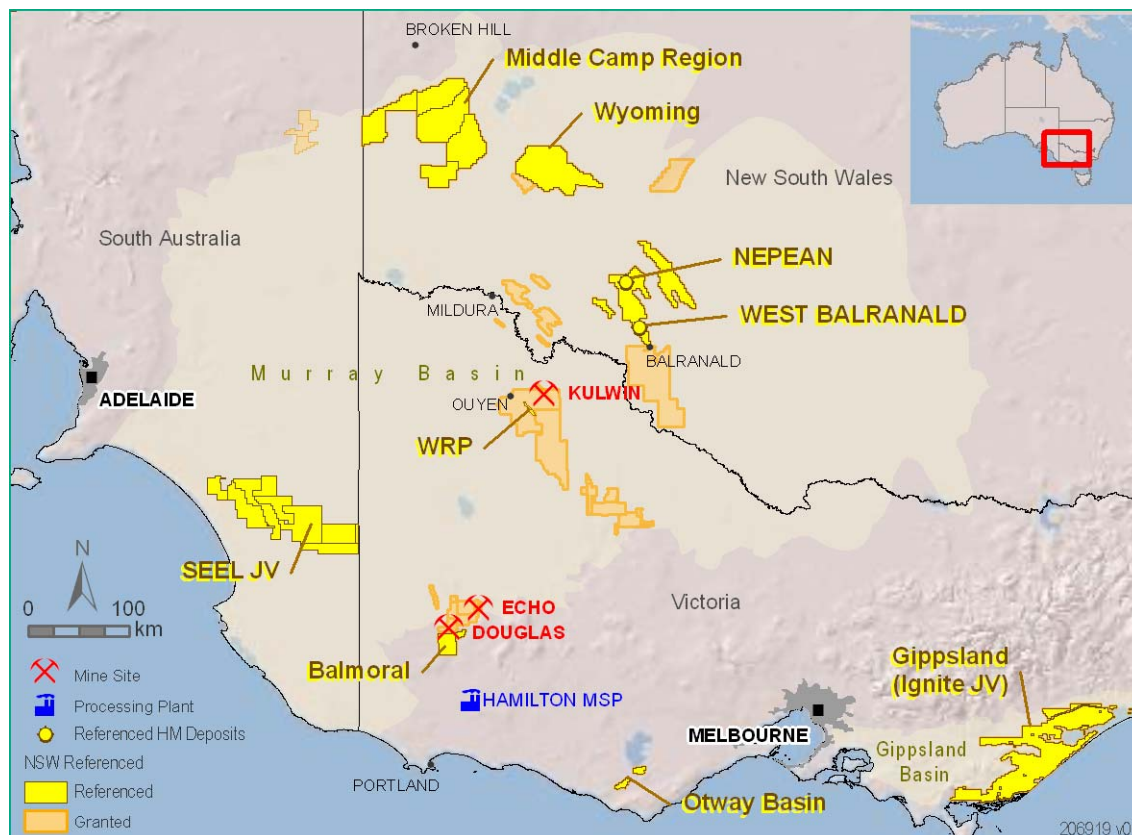 BROKEN HILL
Middle Camp Region
Wyoming
New South Wales
South Australia
NEPEAN
MILDURA
WEST BALRANALD
BALRANALD
Murray Basin
ADELAIDE
OUYEN
KULWIN
WRP
SEEL JV
N
0 100
km
ECHO
DOUGLAS
Victoria
Balmoral
Gippsland
(Ignite JV)
Mine Site
Processing Plant
Referenced HM Deposits
NSW Referenced
Referenced
Granted
HAMILTON MSP
MELBOURNE
Gippsland
Basin
PORTLAND
Otway Basin
206919 v0